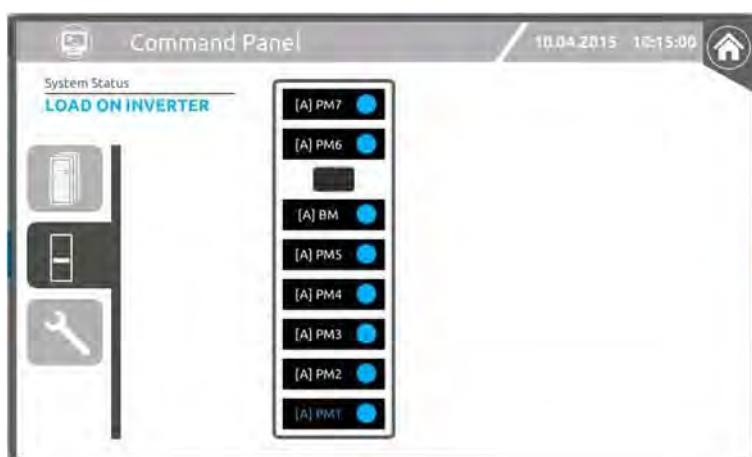 Command Panel
10.04.2015 10:15:00
System Status
LOAD ON INVERTER
[A] PM7
[A] PM6
[A] BM
[A] PM5
[A] PM4
[A] PM3
[A] PM2
[A] PM1